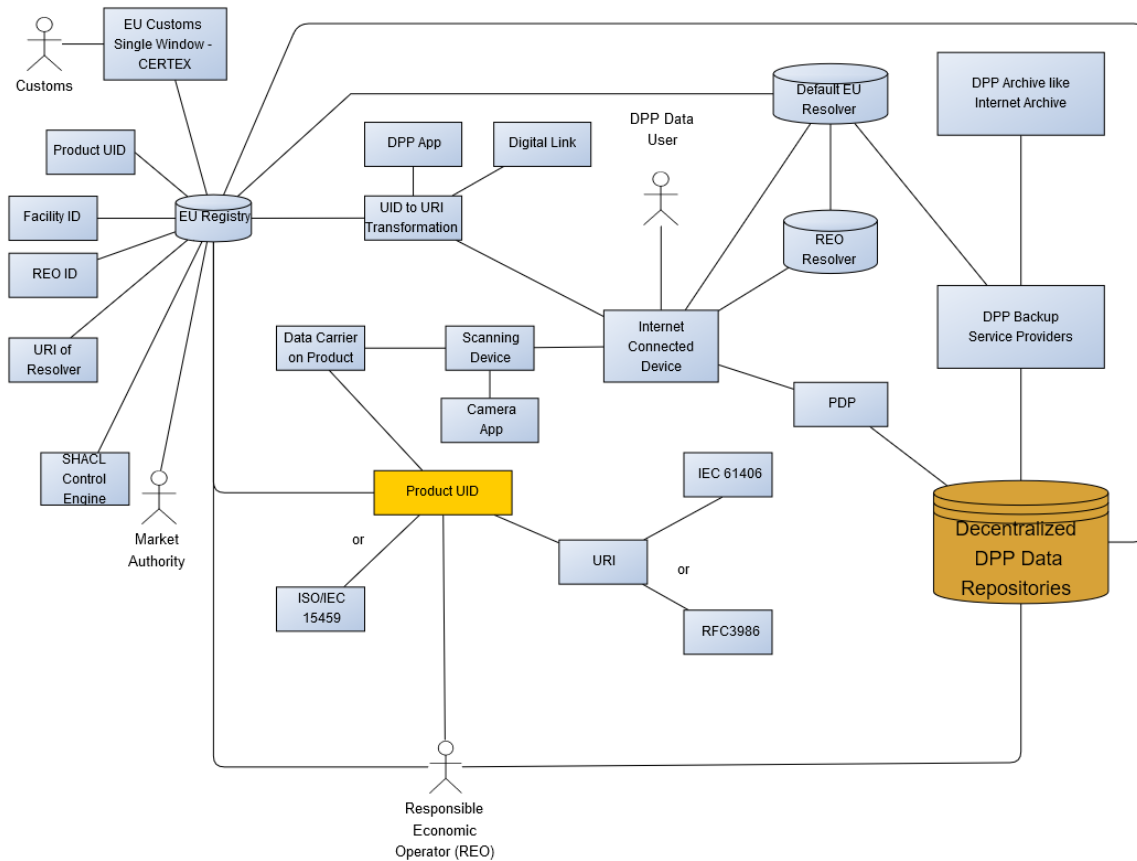 EU Customs
Single Window -
CERTEX
Customs
Default EU
Resolver
DPP Archive like
Internet Archive
DPP Data
User
Product UID
DPP App
Digital Link
Facility ID
EU Registry
UID to URI
Transformation
REO
Resolver
REO ID
URI of
Resolver
Data Carrier
on Product
Scanning
Device
Internet
Connected
Device
DPP Backup
Service Providers
Camera
App
PDP
SHACL
Control
Engine
Market
Authority
Product UID
IEC 61406
or
URI
or
ISO/IEC
15459
RFC3986
Decentralized
DPP Data
Repositories
Responsible
Economic
Operator (REO)